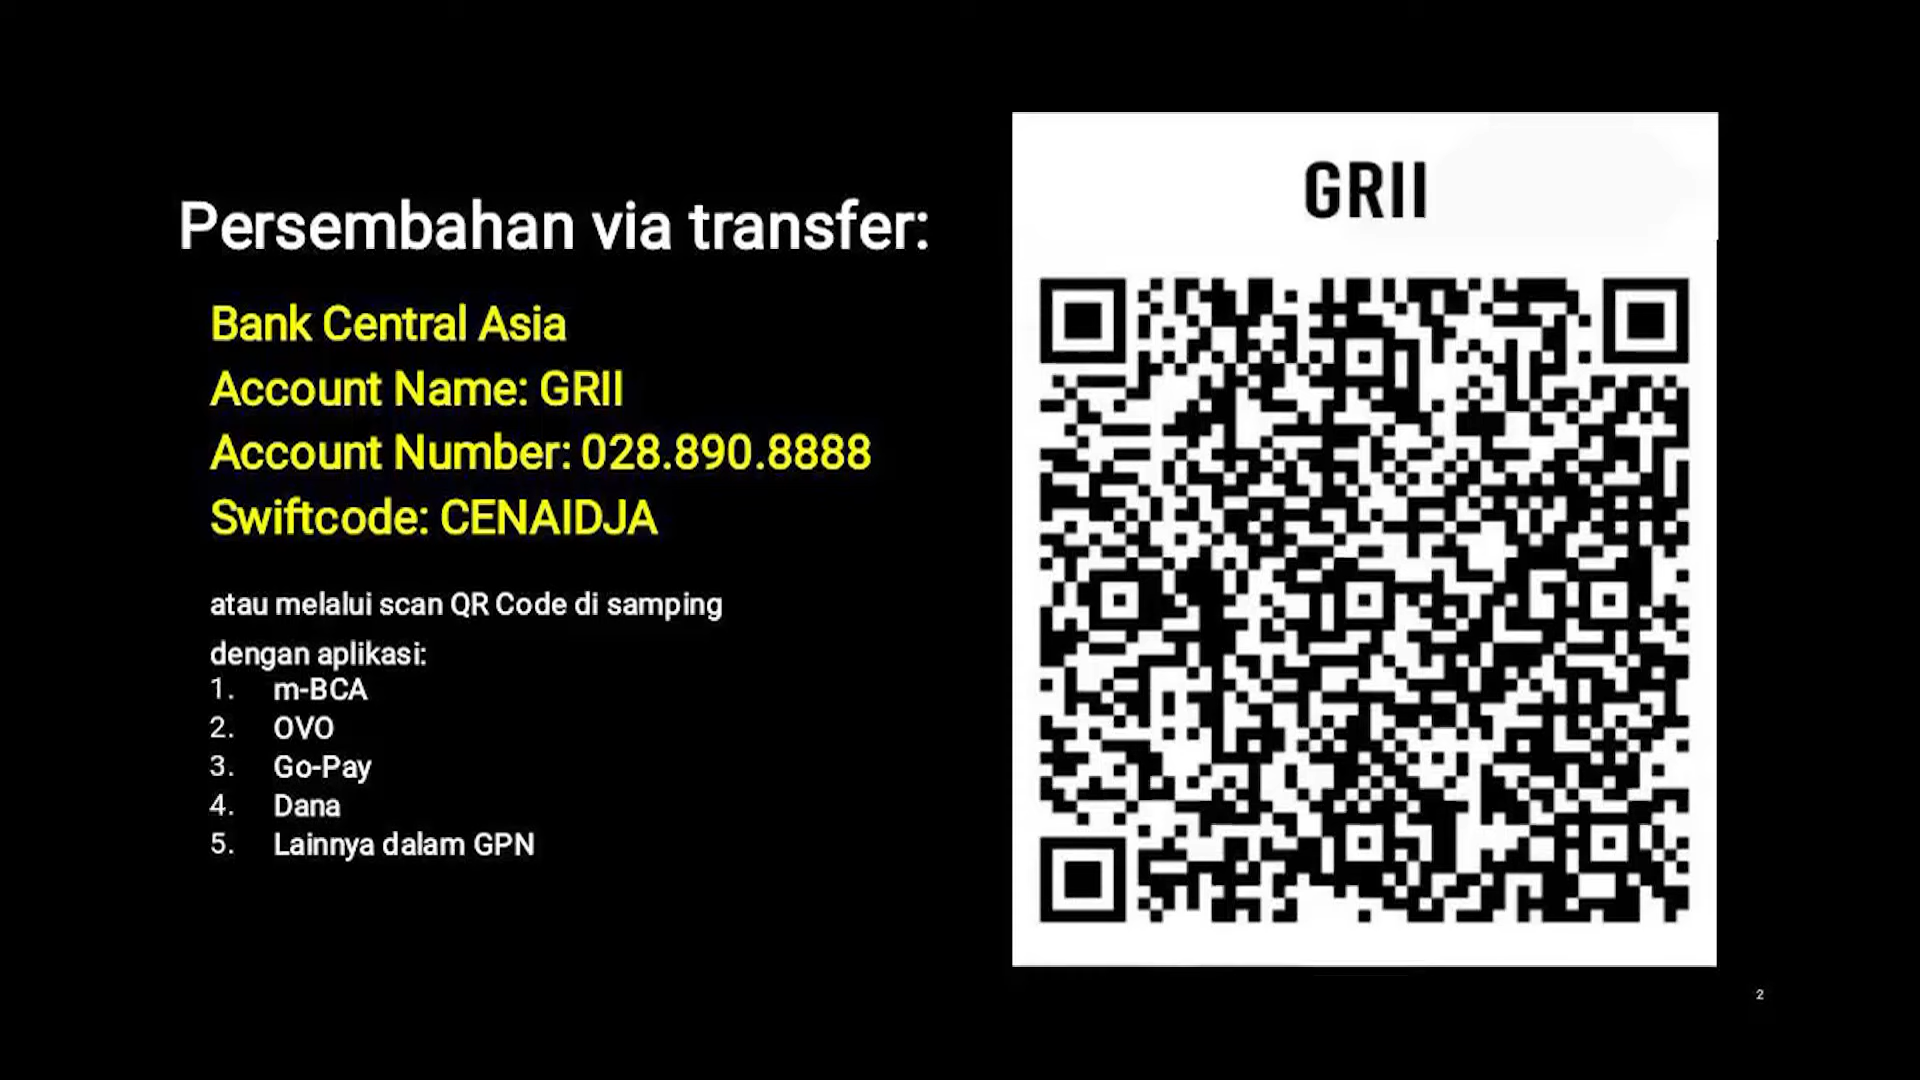 Persembahan via transfer:
Bank Central Asia
Account Name: GRII
Account Number: 028.890.8888
Swiftcode: CENAIDJA
atau melalui scan QR Code di samping
dengan aplikasi:
1. m-BCA
2. OVO
3. Go-Pay
4. Dana
5. Lainnya dalam GPN
GRII
2